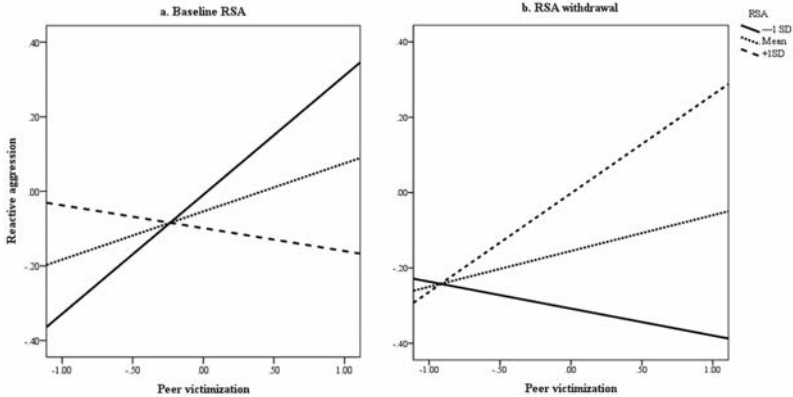 a. Baseline RSA
.40
.20
.00
-.20
-.40
Reactive aggression
-1.00
-.50
.00
.50
1.00
Peer victimization
b. RSA withdrawal
.40
.20
.00
-.20
-.40
-1.00
-.50
.00
.50
1.00
Peer victimization
RSA
—1 SD
Mean
+1SD